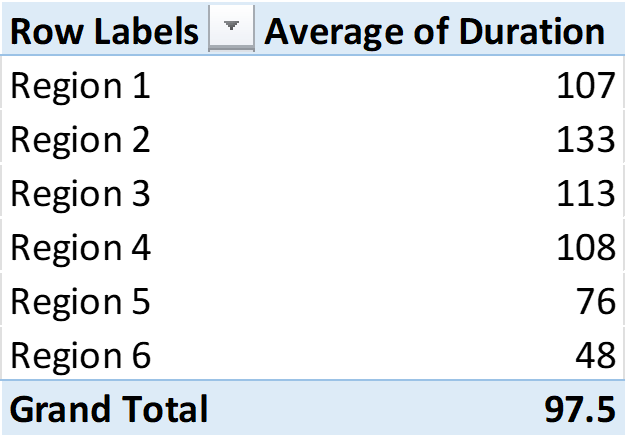 Row Labels Average of Duration
Region 1 107
Region 2 133
Region 3 113
Region 4 108
Region 5 76
Region 6 48
Grand Total 97.5